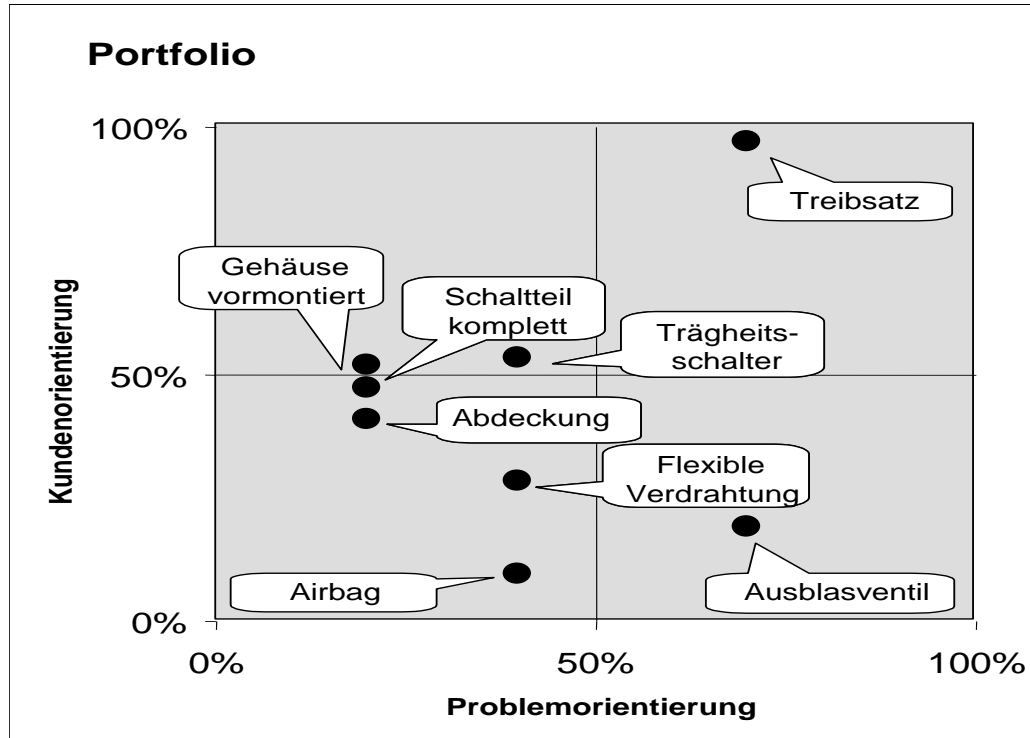 Portfolio
100%
Treibsatz
Gehäuse
vormontiert
Schaltteil
komplett
Trägheits-
schalter
Kundenorientierung
50%
Abdeckung
Flexible
Verdrahtung
Airbag
Ausblasventil
0%
0%
50%
100%
Problemorientierung